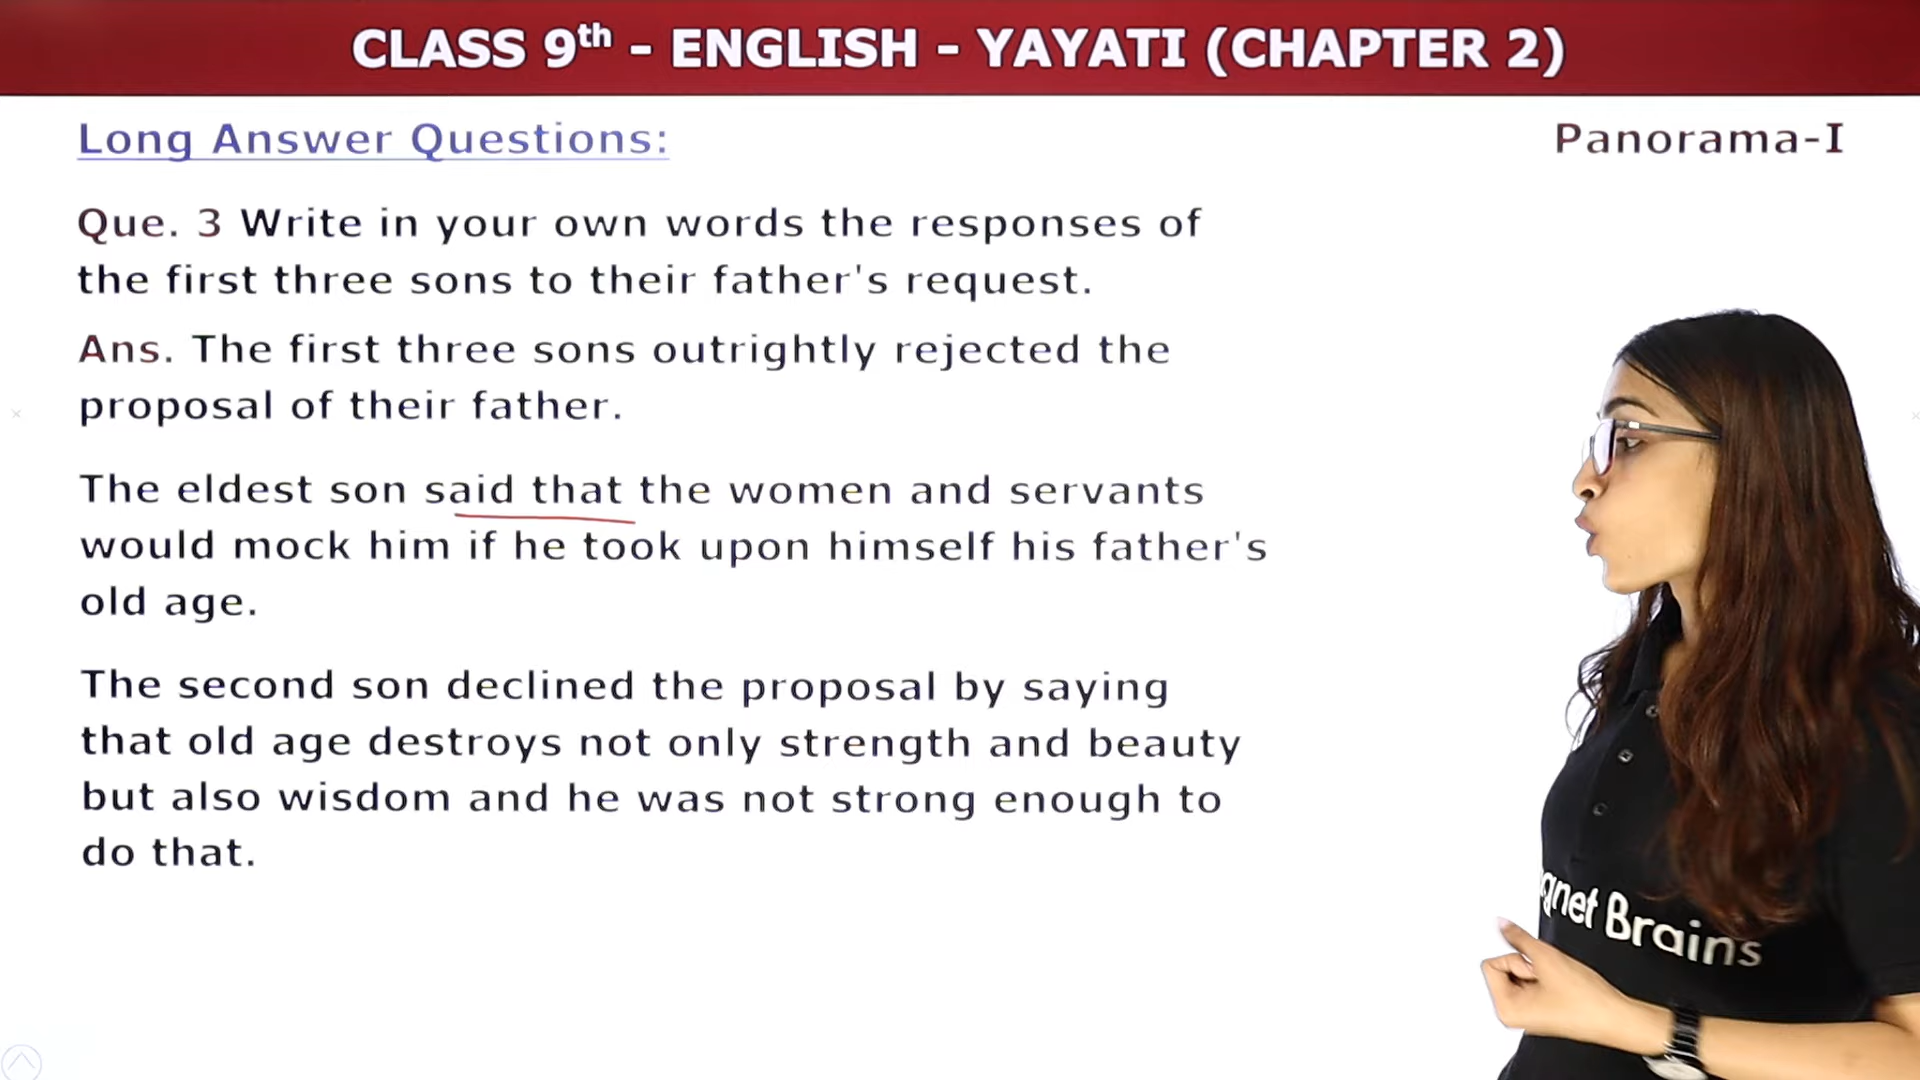 CLASS 9th - ENGLISH - YAYATI (CHAPTER 2)
Long Answer Questions:
Panorama-I
Que. 3 Write in your own words the responses of
the first three sons to their father's request.
Ans. The first three sons outrightly rejected the
proposal of their father.
The eldest son said that the women and servants
would mock him if he took upon himself his father's
old age.
The second son declined the proposal by saying
that old age destroys not only strength and beauty
but also wisdom and he was not strong enough to
do that.
gnet Brains